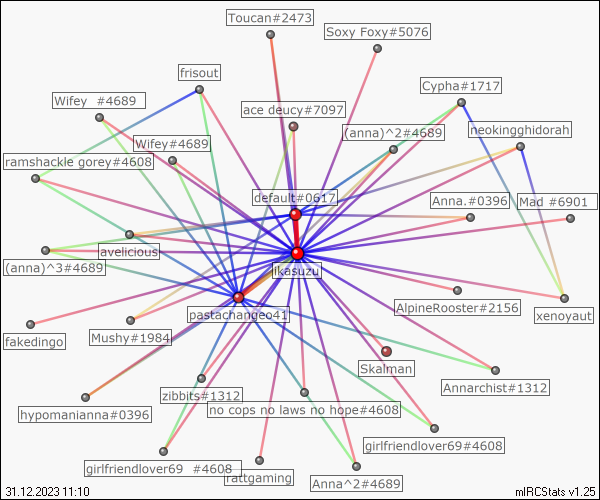 Toucan#2473
Soxy Foxy#5076
frisout
Cypha#1717
Wifey  #4689
ace deucy#7097
(anna)^2#4689
neokingghidorah
Wifey#4689
ramshackle gorey#4608
default#0617
Anna.#0396
Mad #6901
avelicious
(anna)^3#4689
likasuzu
AlpineRooster#2156
xenoyaut
pastachangeo41
fakedingo
Mushy#1984
Skalman
Annarchist#1312
zibbits#1312
hypomanianna#0396
no cops no laws no hope#4608
girlfriendlover69#4608
girlfriendlover69  #4608
rattgaming
Anna^2#4689
31.12.2023 11:10
mIRCStats v1.25